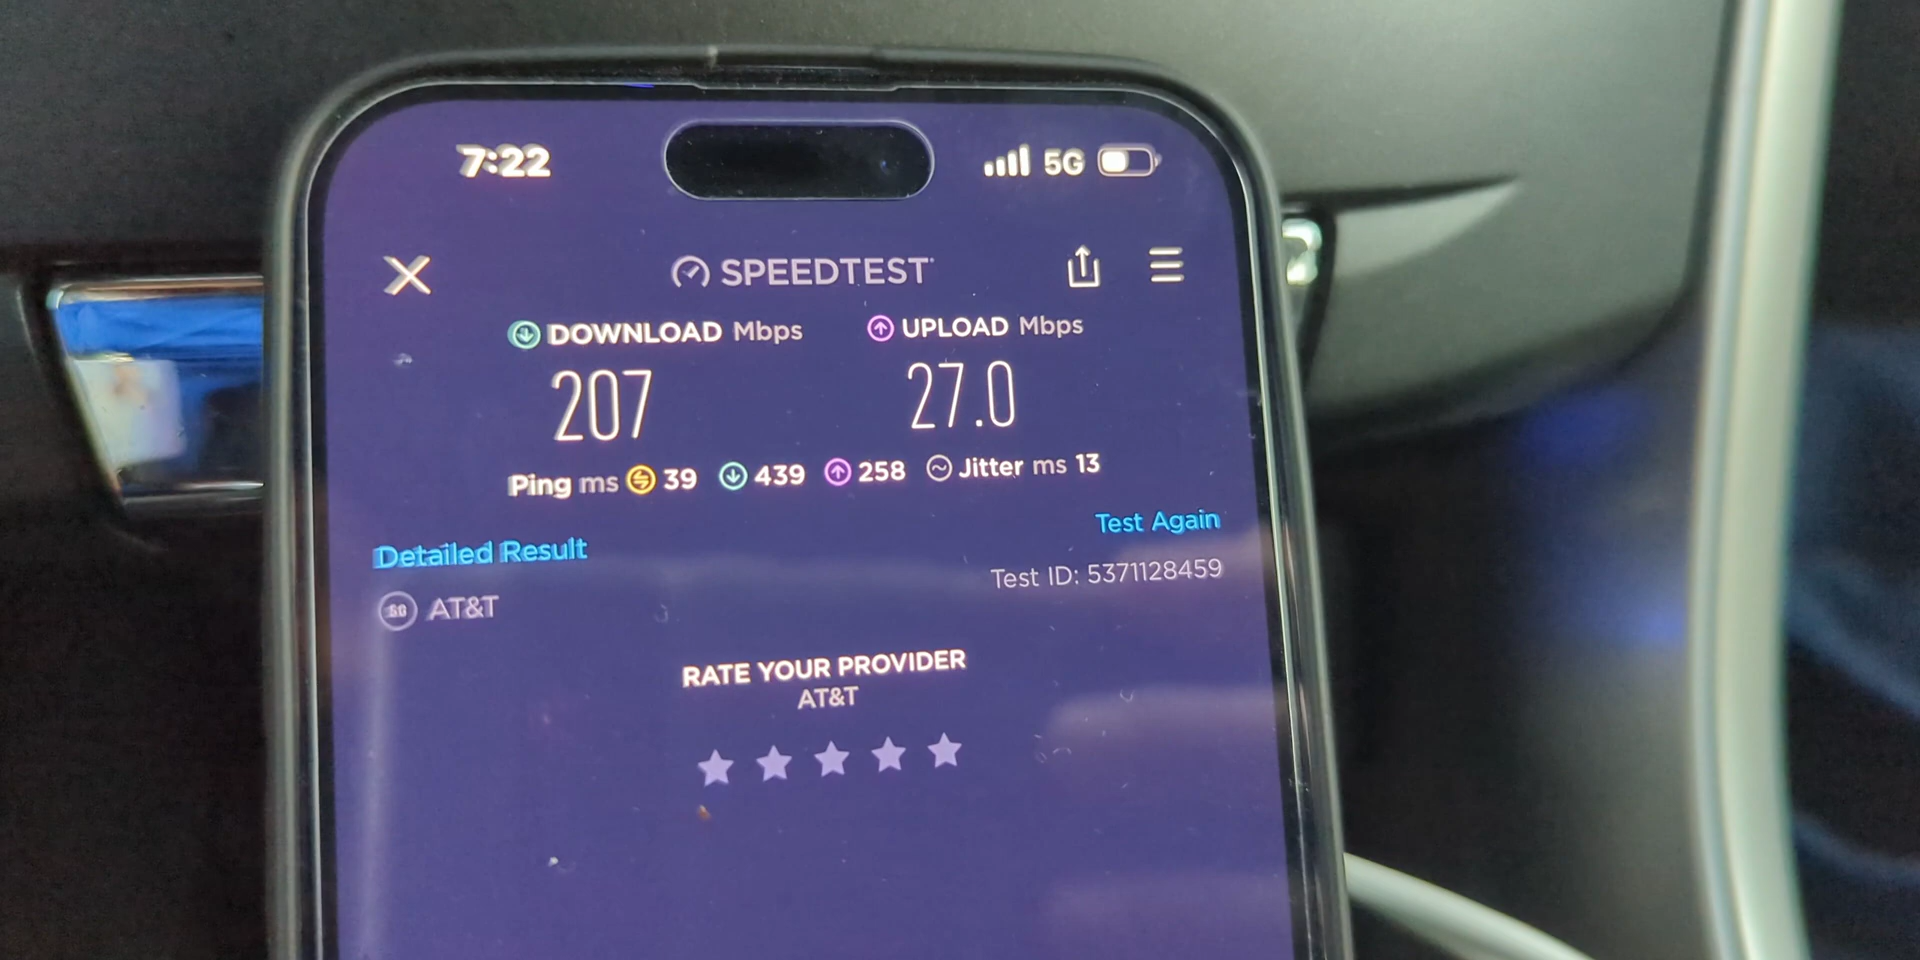 7:22 5G
SPEEDTEST
DOWNLOAD Mbps UPLOAD Mbps
207 27.0
Ping ms 39 439 258 Jitter ms 13
Test Again
Detailed Result
Test ID: 5371128459
5G AT&T
RATE YOUR PROVIDER
AT&T